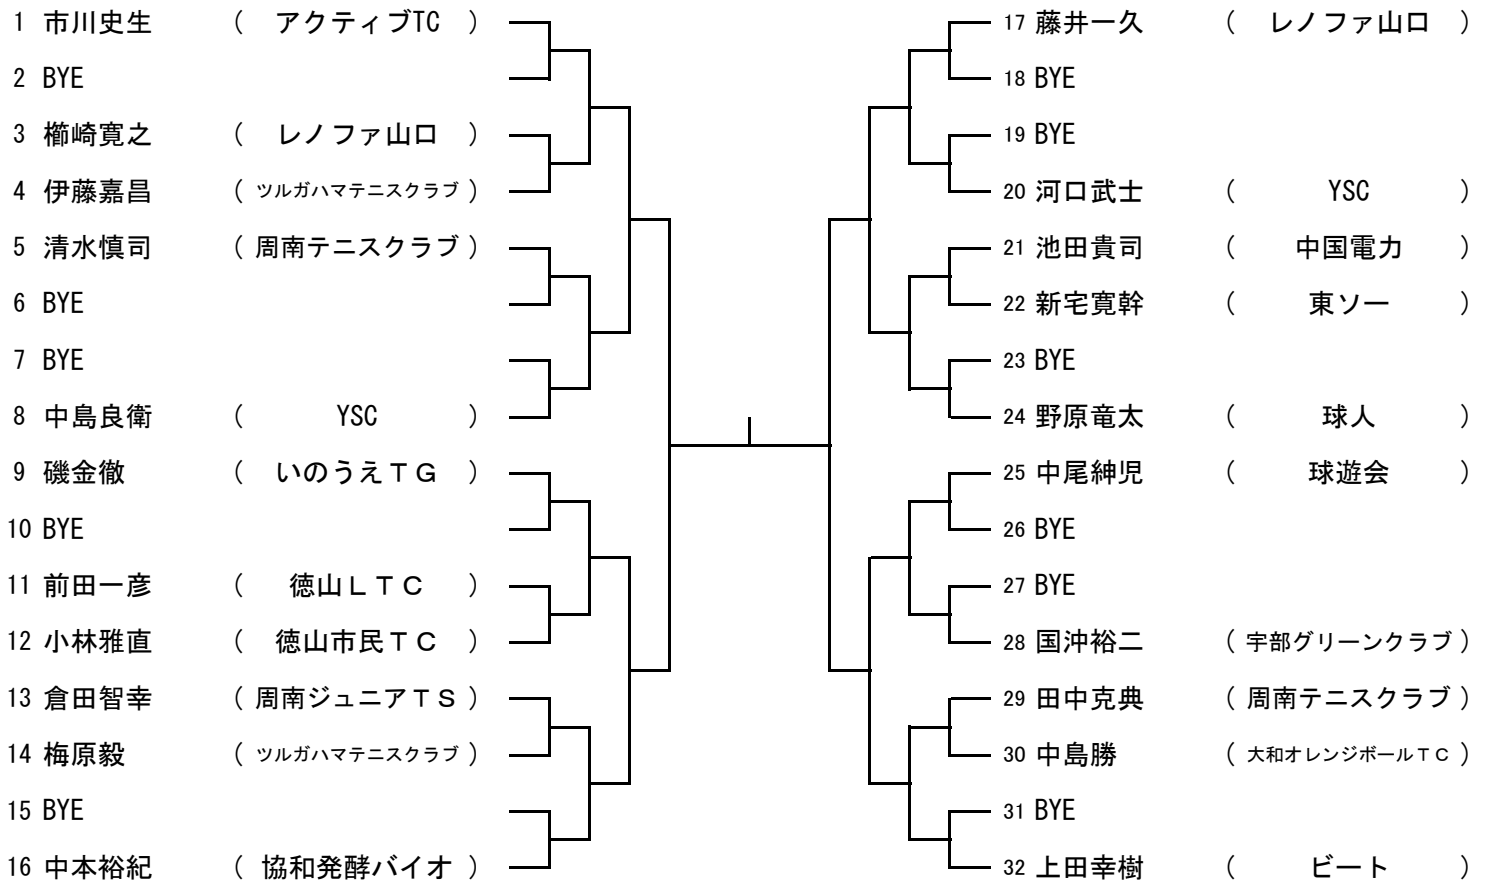 1 市川史生 ( アクティブTC )
2 BYE
3 櫛崎寛之 ( レノファ山口 )
4 伊藤嘉昌 ( ツルガハマテニスクラブ )
5 清水慎司 ( 周南テニスクラブ )
6 BYE
7 BYE
8 中島良衛 ( YSC )
9 磯金徹 ( いのうえTG )
10 BYE
11 前田一彦 ( 徳山LTC )
12 小林雅直 ( 徳山市民TC )
13 倉田智幸 ( 周南ジュニアTS )
14 梅原毅 ( ツルガハマテニスクラブ )
15 BYE
16 中本裕紀 ( 協和発酵バイオ )
17 藤井一久 ( レノファ山口 )
18 BYE
19 BYE
20 河口武士 ( YSC )
21 池田貴司 ( 中国電力 )
22 新宅寛幹 ( 東ソー )
23 BYE
24 野原竜太 ( 球人 )
25 中尾紳児 ( 球遊会 )
26 BYE
27 BYE
28 国沖裕二 ( 宇部グリーンクラブ )
29 田中克典 ( 周南テニスクラブ )
30 中島勝 ( 大和オレンジボールTC )
31 BYE
32 上田幸樹 ( ビート )